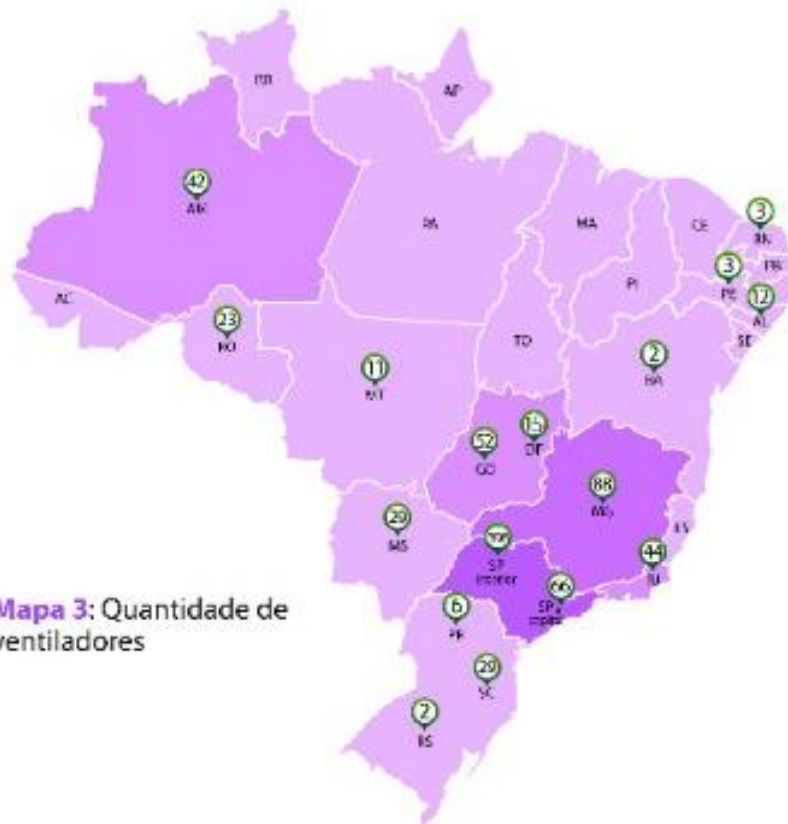 RR
AP
42
AM
PA
MA
CE
3
RN
PB
3
PE
PI
12
AL
SE
AC
23
RO
TO
2
BA
11
MT
15
DF
52
GO
88
MG
ES
29
MS
SP
interior
44
RJ
66
SP
capital
Mapa 3: Quantidade de
ventiladores
6
PR
29
SC
2
RS